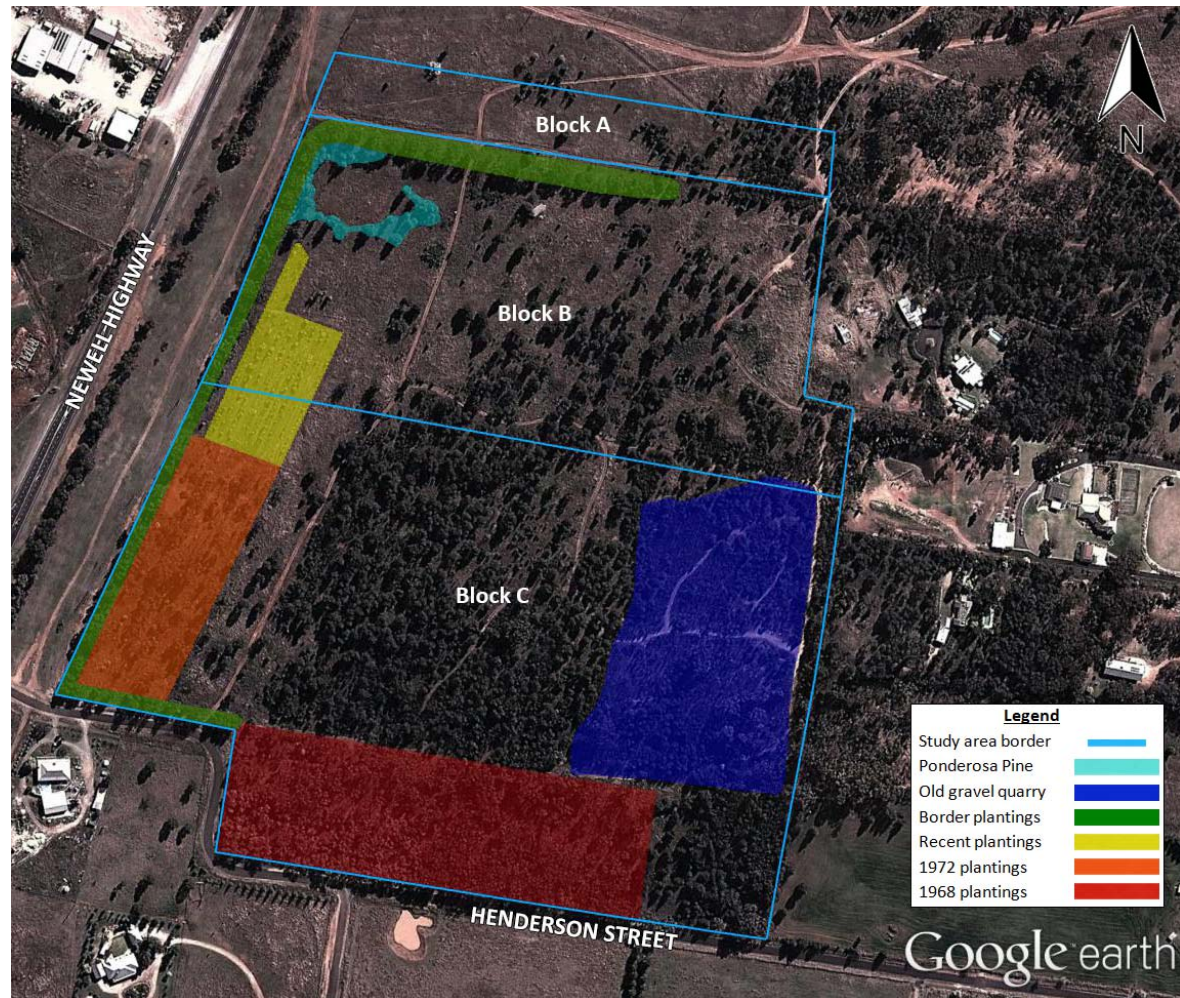 N
Block A
NEWELL HIGHWAY
Block B
Block C
HENDERSON STREET
Legend
Study area border
Ponderosa Pine
Old gravel quarry
Border plantings
Recent plantings
1972 plantings
1968 plantings
Google earth